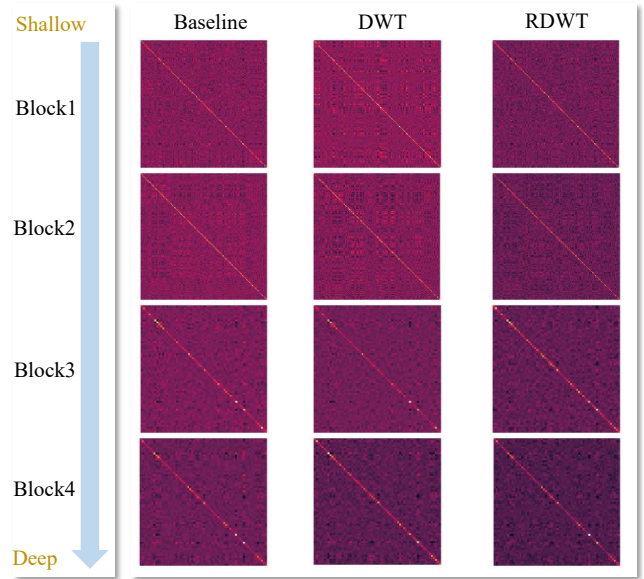 Shallow
Baseline DWT RDWT
Block1
Block2
Block3
Block4
Deep